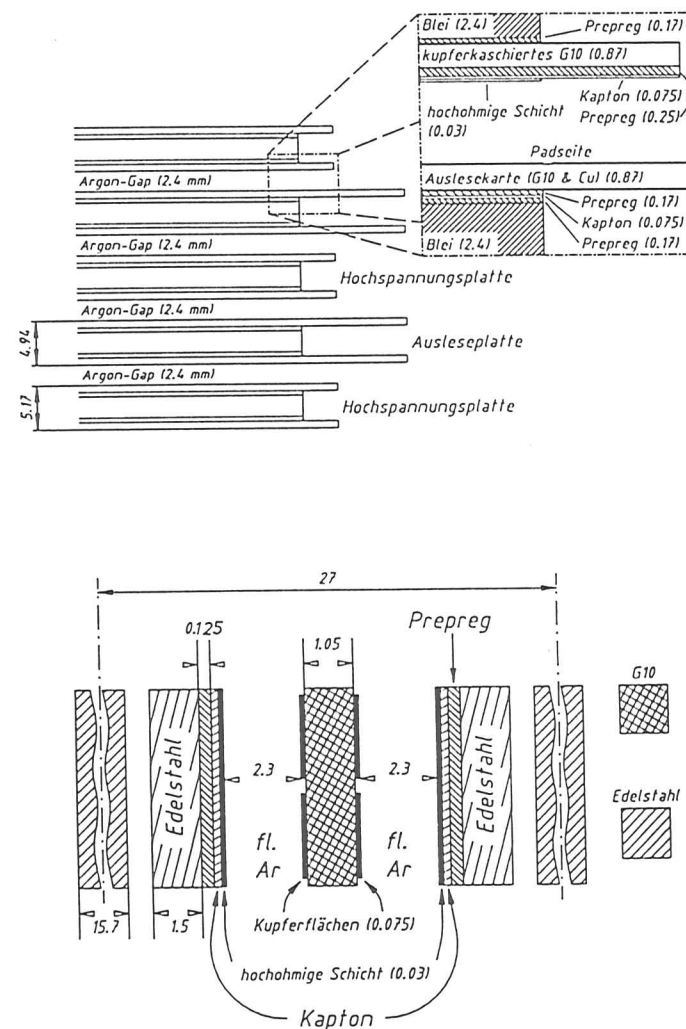 Blei (2.4)
Prepreg (0.17)
kupferkaschiertes G10 (0.87)
hochohmige Schicht
(0.03)
Kapton (0.075)
Prepreg (0.25)
Padseite
Auslesekarte (G10 & Cu) (0.87)
Prepreg (0.17)
Kapton (0.075)
Prepreg (0.17)
Blei (2.4)
Argon-Gap (2.4 mm)
Argon-Gap (2.4 mm)
Hochspannungsplatte
Argon-Gap (2.4 mm)
4.94
Ausleseplatte
Argon-Gap (2.4 mm)
5.17
Hochspannungsplatte
27
0.125
1.05
Prepreg
G10
Edelstahl
2.3
2.3
Edelstahl
Edelstahl
fl.
Ar
fl.
Ar
15.7
1.5
Kupferflächen (0.075)
hochohmige Schicht (0.03)
Kapton